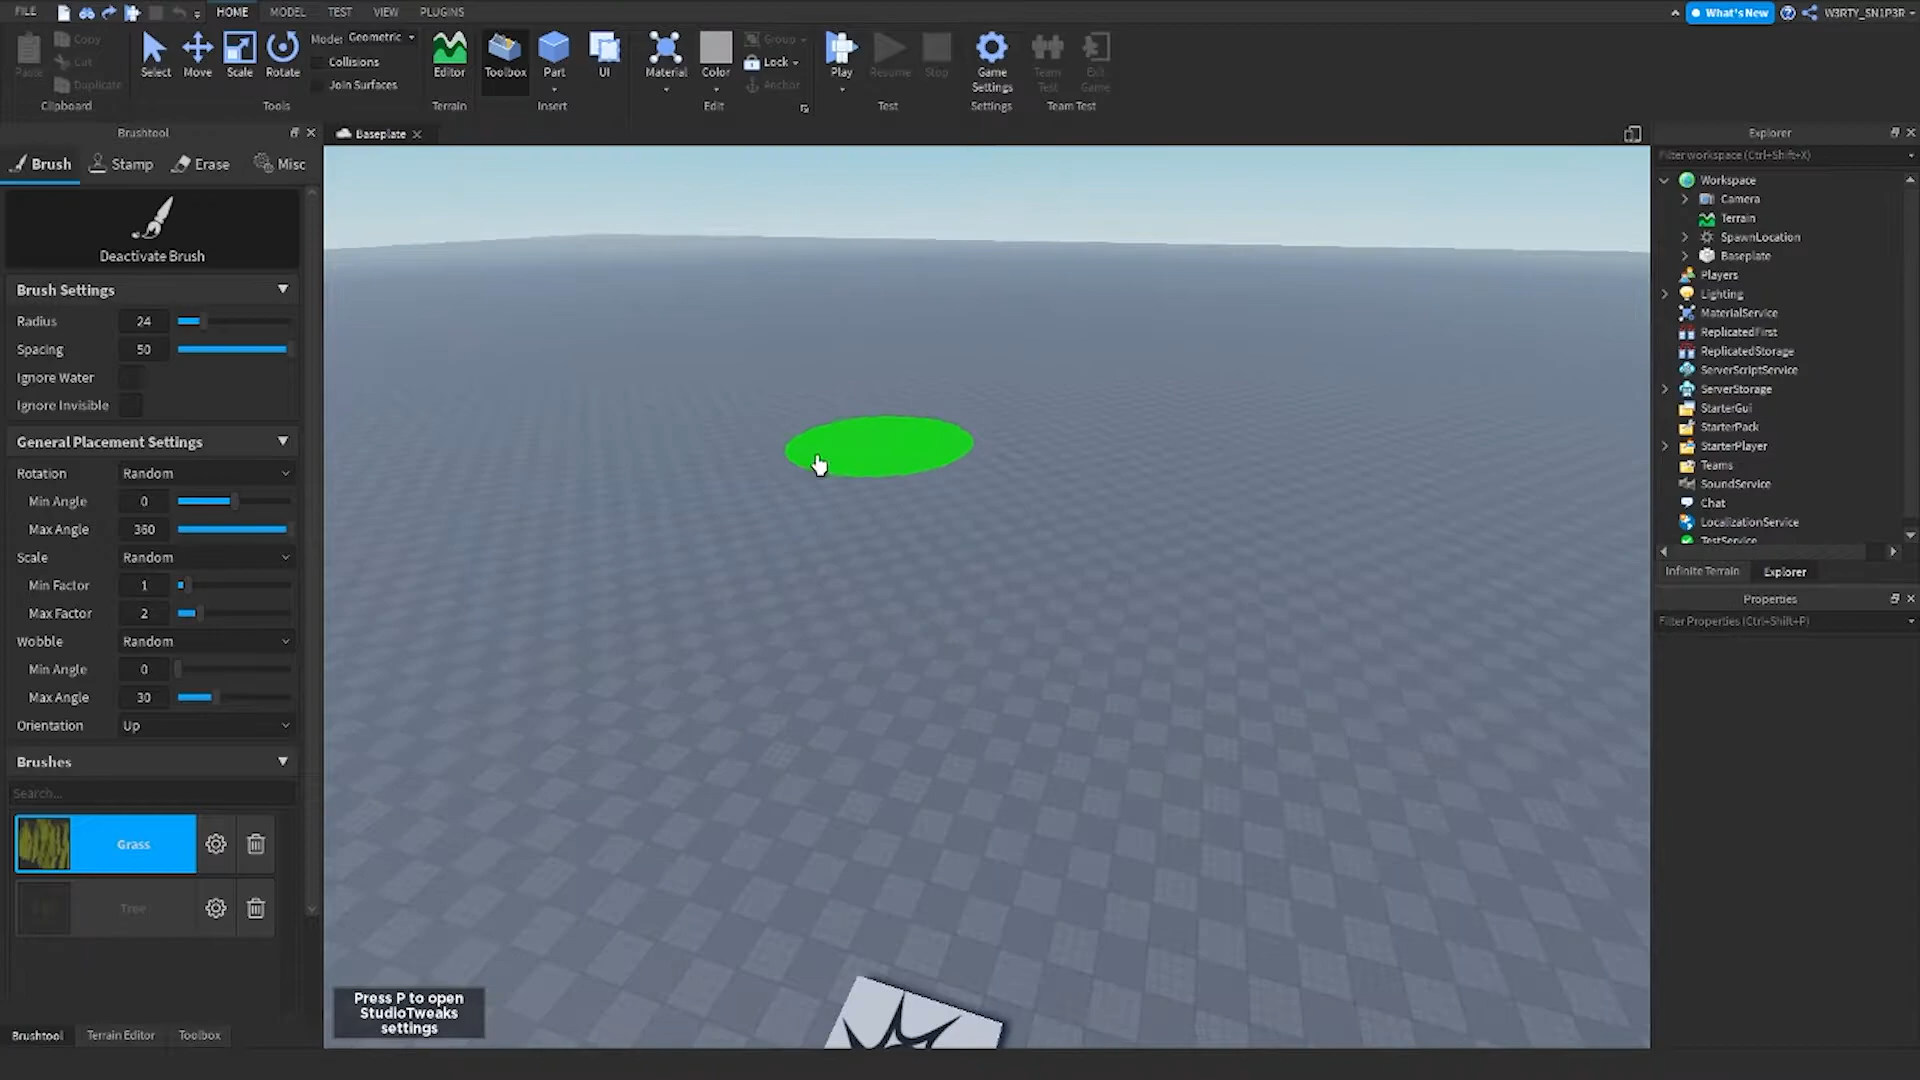 FILE HOME MODEL TEST VIEW PLUGINS What's New W3RTY_SN1P3R
Paste Copy Cut Duplicate
Clipboard
Select Move Scale Rotate
Mode: Geometric
Collisions
Join Surfaces
Tools
Editor
Terrain
Toolbox Part UI
Insert
Material Color
Group
Lock
Anchor
Edit
Play Resume Stop
Test
Game
Settings
Settings
Team
Test
Exit
Game
Team Test
Brushtool
Brush Stamp Erase Misc
Deactivate Brush
Brush Settings
Radius 24
Spacing 50
Ignore Water
Ignore Invisible
General Placement Settings
Rotation Random
Min Angle 0
Max Angle 360
Scale Random
Min Factor 1
Max Factor 2
Wobble Random
Min Angle 0
Max Angle 30
Orientation Up
Brushes
Search...
Grass
Tree
Brushtool Terrain Editor Toolbox
Baseplate
Press P to open
StudioTweaks
settings
Explorer
Filter workspace (Ctrl+Shift+X)
Workspace
Camera
Terrain
SpawnLocation
Baseplate
Players
Lighting
MaterialService
ReplicatedFirst
ReplicatedStorage
ServerScriptService
ServerStorage
StarterGui
StarterPack
StarterPlayer
Teams
SoundService
Chat
LocalizationService
TestService
Infinite Terrain Explorer
Properties
Filter Properties (Ctrl+Shift+P)